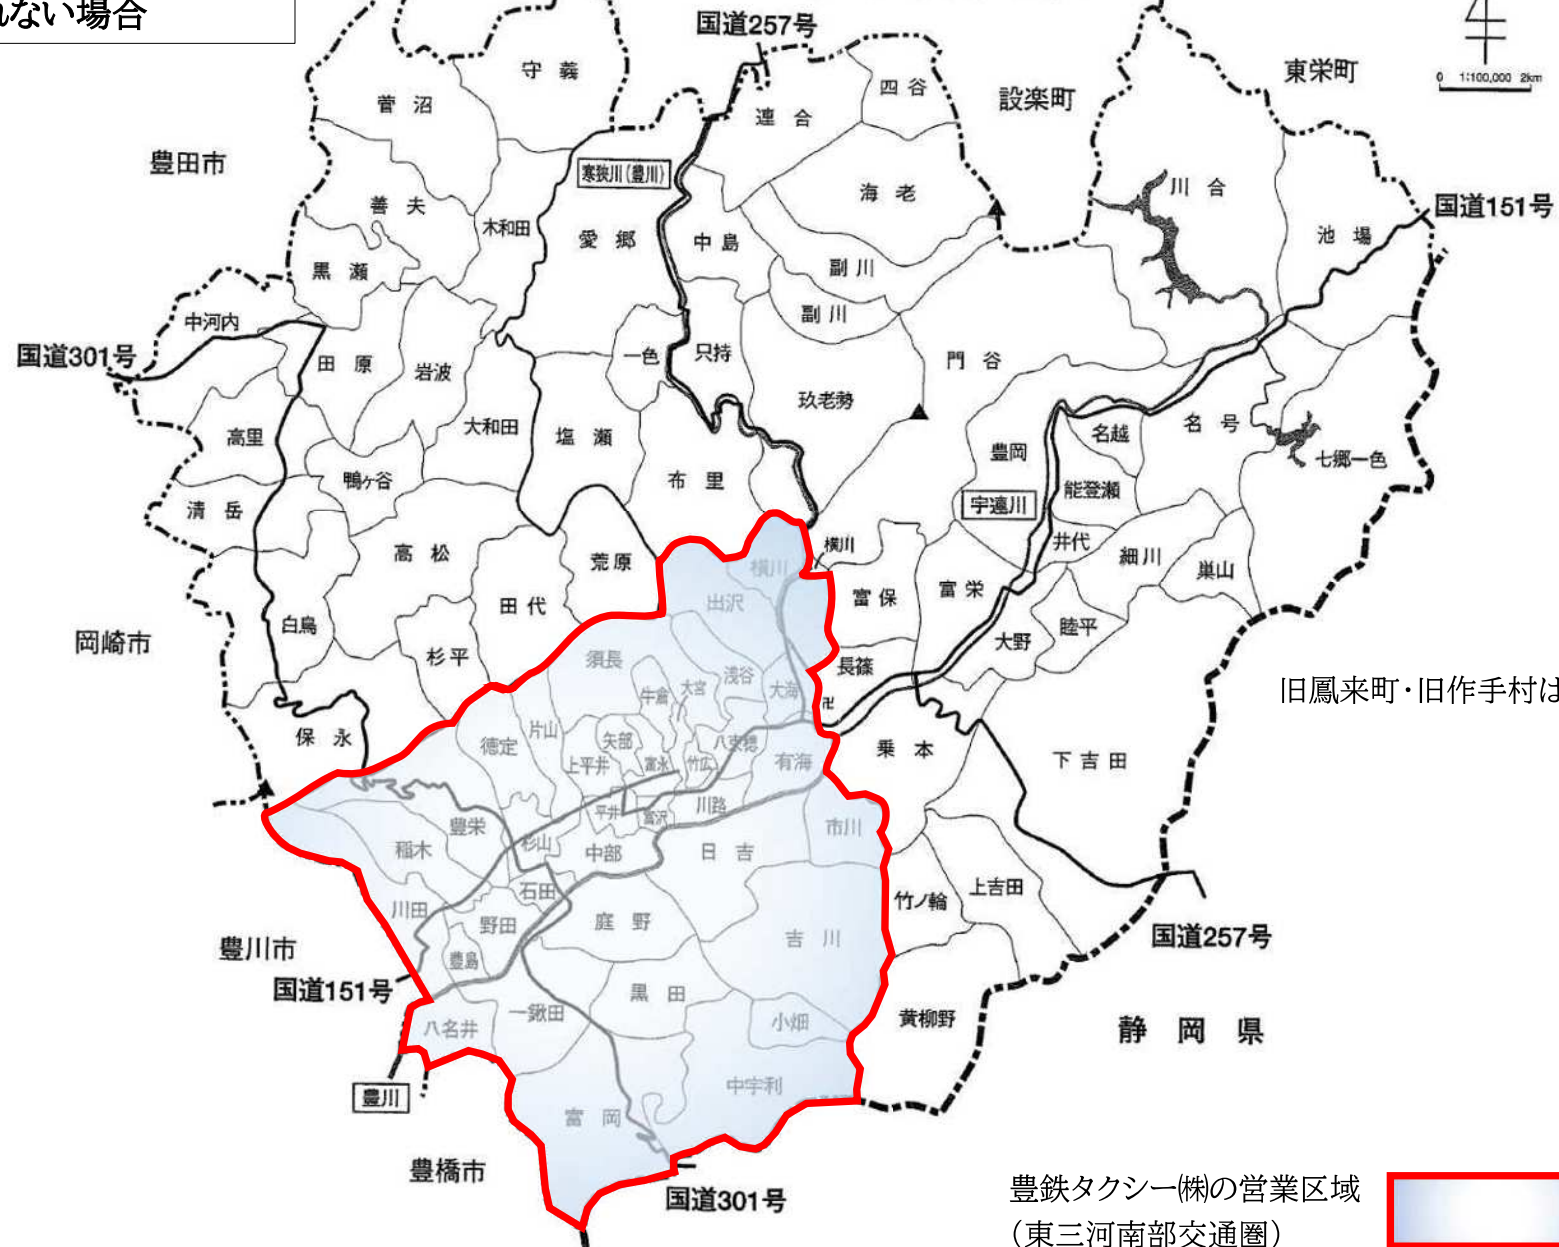 れない場合
国道257号
守義
四谷
東栄町
0 1:100,000 2km
設楽町
菅沼
連合
豊田市
寒狭川(豊川)
川合
海老
善夫
木和田
国道151号
愛郷
中島
池場
黒瀬
副川
中河内
副川
国道301号
田原
岩波
一色
只持
門谷
玖老勢
高里
大和田
塩瀬
豊岡
名越
名号
七郷一色
鴨ヶ谷
布里
能登瀬
清岳
宇連川
高松
荒原
横川
横川
井代
細川
巣山
田代
出沢
富保
富栄
白鳥
大野
睦平
岡崎市
杉平
須長
浅谷
長篠
牛倉
大宮
大海
旧鳳来町・旧作手村は
卍
保永
徳定
片山
矢部
八束穂
乗本
上平井
富永
竹広
有海
下吉田
平井
富沢
川路
豊栄
市川
稲木
杉山
中部
日吉
石田
竹ノ輪
上吉田
川田
野田
庭野
吉川
豊川市
豊島
国道257号
国道151号
黒田
一鍬田
小畑
黄柳野
八名井
静岡県
中宇利
豊川
富岡
豊橋市
国道301号
豊鉄タクシー㈱の営業区域
(東三河南部交通圏)